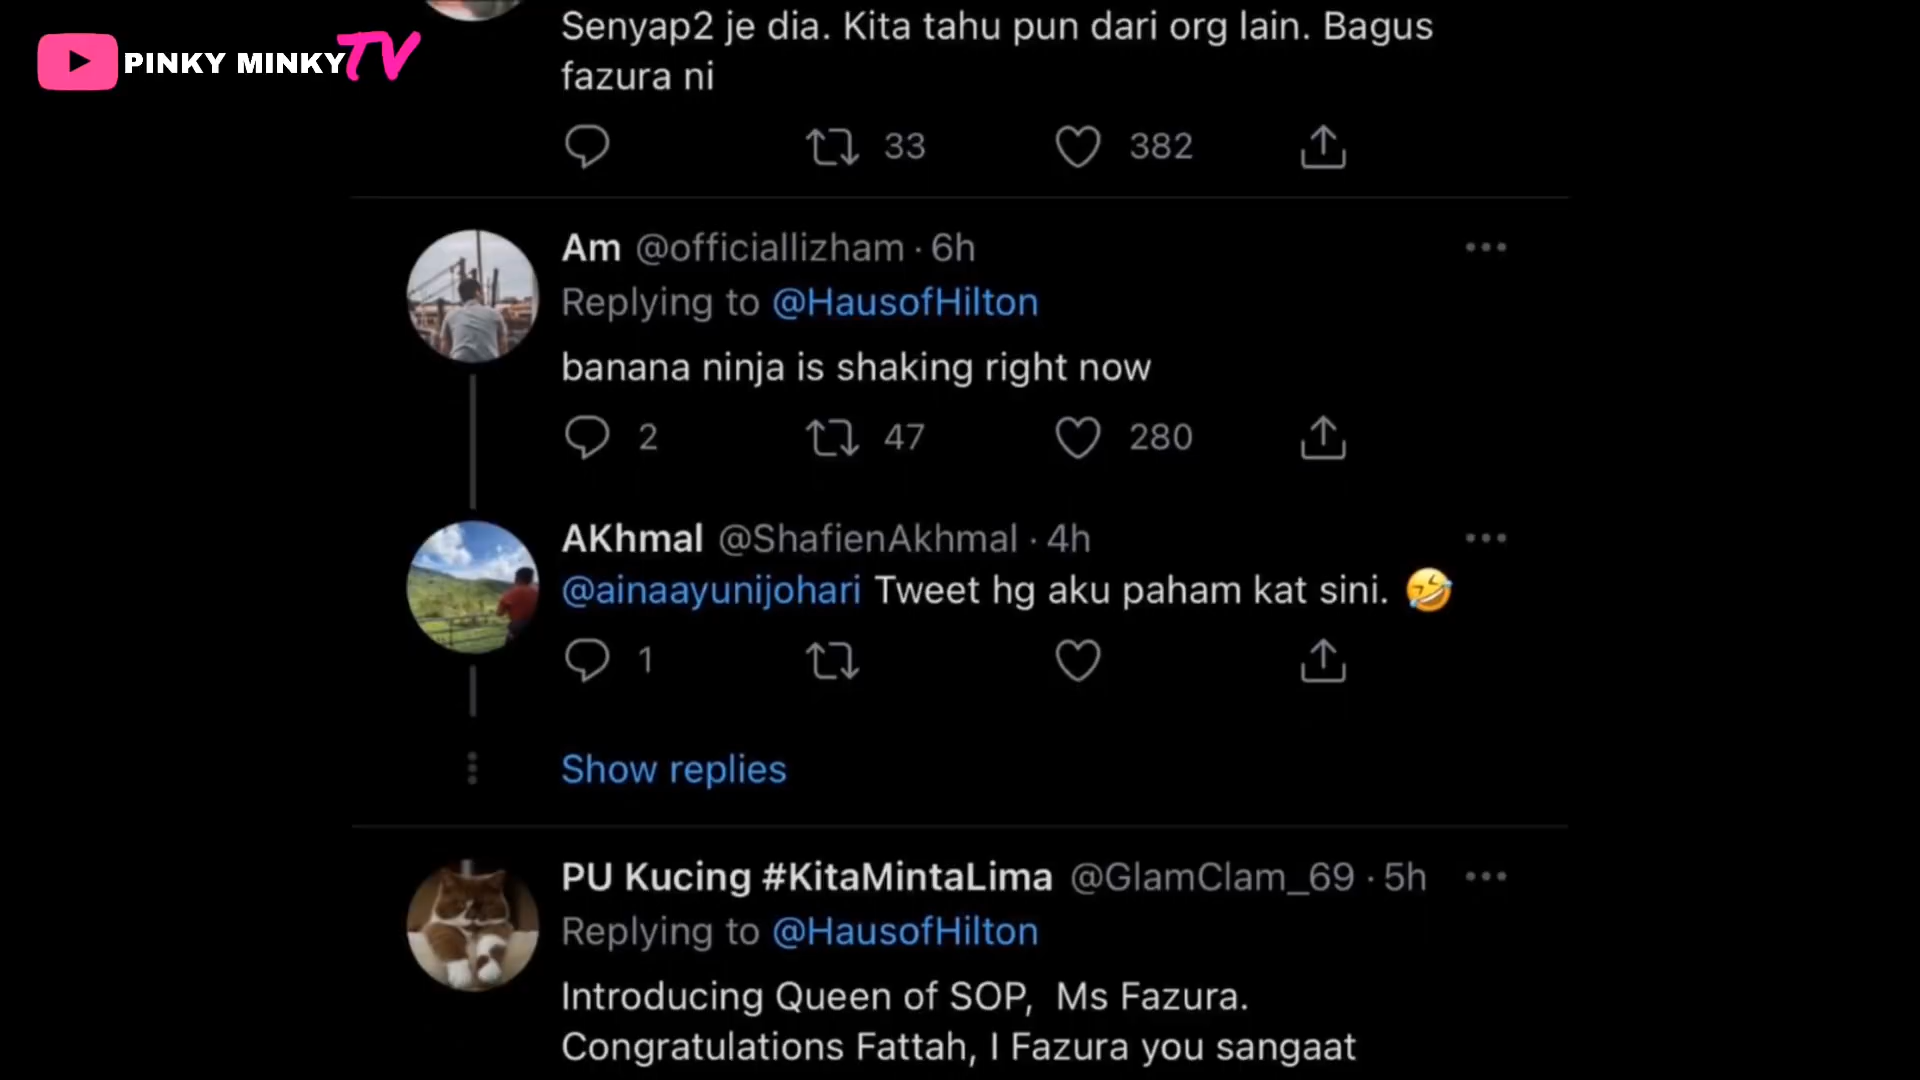 PINKY MINKY TV
Senyap2 je dia. Kita tahu pun dari org lain. Bagus
fazura ni
33 382
Am @officiallizham · 6h
Replying to @HausofHilton
banana ninja is shaking right now
2 47 280
AKhmal @ShafienAkhmal · 4h
@ainaayunijohari Tweet hg aku paham kat sini. 🤣
1
Show replies
PU Kucing #KitaMintaLima @GlamClam_69 · 5h
Replying to @HausofHilton
Introducing Queen of SOP, Ms Fazura.
Congratulations Fattah, I Fazura you sangaat